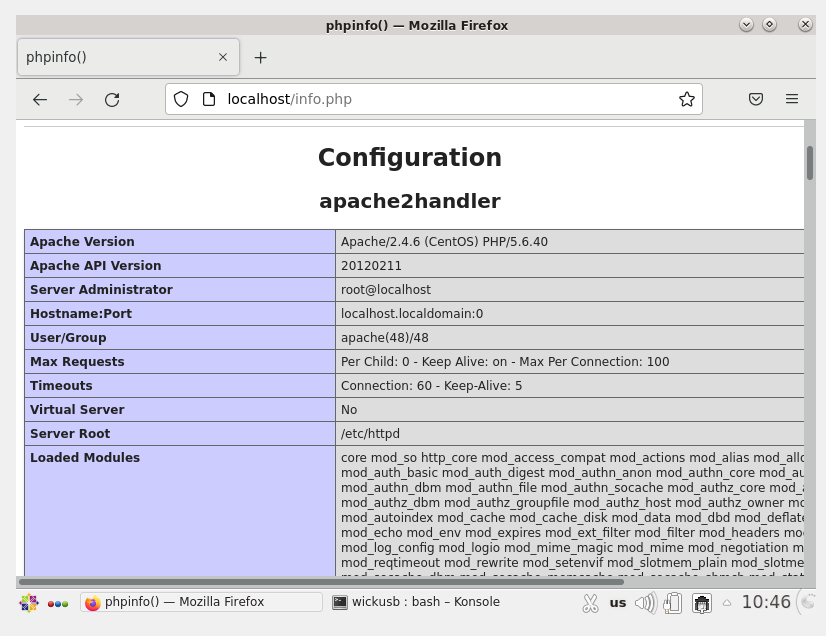 phpinfo() — Mozilla Firefox
phpinfo()
localhost/info.php
Configuration
apache2handler
Apache Version Apache/2.4.6 (CentOS) PHP/5.6.40
Apache API Version 20120211
Server Administrator root@localhost
Hostname:Port localhost.localdomain:0
User/Group apache(48)/48
Max Requests Per Child: 0 - Keep Alive: on - Max Per Connection: 100
Timeouts Connection: 60 - Keep-Alive: 5
Virtual Server No
Server Root /etc/httpd
Loaded Modules core mod_so http_core mod_access_compat mod_actions mod_alias mod_allo
mod_auth_basic mod_auth_digest mod_authn_anon mod_authn_core mod_au
mod_authn_dbm mod_authn_file mod_authn_socache mod_authz_core mod_a
mod_authz_dbm mod_authz_groupfile mod_authz_host mod_authz_owner mo
mod_autoindex mod_cache mod_cache_disk mod_data mod_dbd mod_deflate
mod_echo mod_env mod_expires mod_ext_filter mod_filter mod_headers mo
mod_log_config mod_logio mod_mime_magic mod_mime mod_negotiation m
mod_reqtimeout mod_rewrite mod_setenvif mod_slotmem_plain mod_slotme
phpinfo() — Mozilla Firefox
wickusb : bash – Konsole
us
10:46